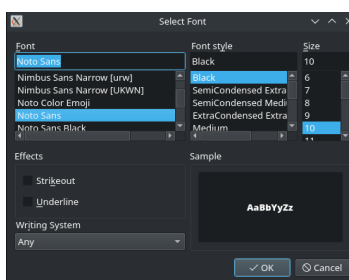 Select Font
Font
Font style
Size
Noto Sans
Black
10
Nimbus Sans Narrow [urw]
Nimbus Sans Narrow [UKWN]
Noto Color Emoji
Noto Sans
Noto Sans Black
Black
SemiCondensed Extra
SemiCondensed Medi
ExtraCondensed Extra
Medium
6
7
8
9
10
11
Effects
Strikeout
Underline
Writing System
Any
Sample
AaBbYyZz
OK
Cancel